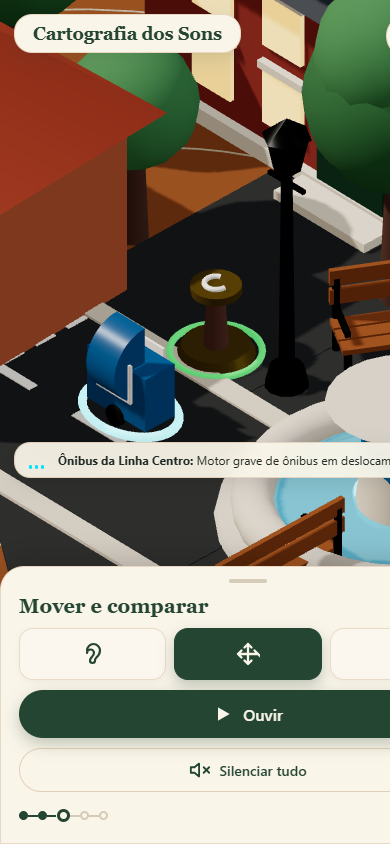 Cartografia dos Sons
C
Ônibus da Linha Centro: Motor grave de ônibus em deslocam
Mover e comparar
Ouvir
Silenciar tudo